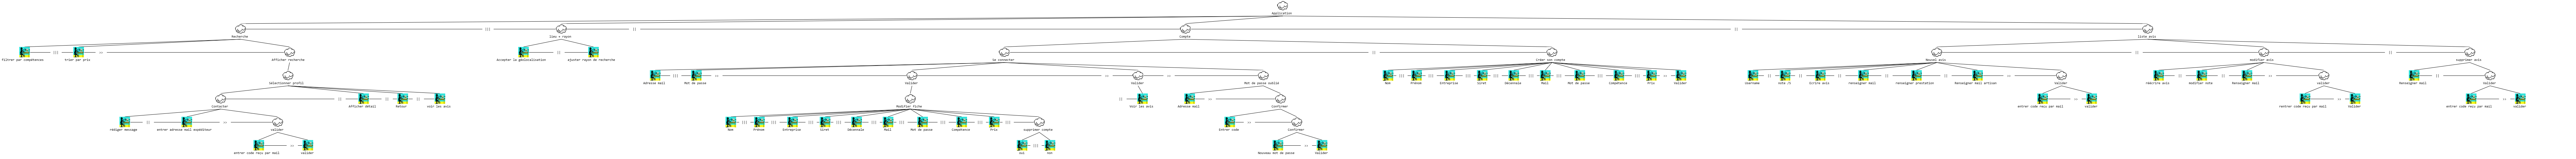 Application
Recherche
lieu + rayon
Compte
liste avis
||| || ||
filtrer par compétences
trier par prix
Afficher recherche
||| >>
Accepter la géolocalisation
ajuster rayon de recherche
||
se connecter
créer son compte
||
Nouvel avis
modifier avis
supprimer avis
|| ||
sélectionner profil
Adresse mail
Mot de passe
Valider
Valider
Mot de passe oublié
Nom
Prénom
Entreprise
Siret
Décennale
Mail
Mot de passe
Compétence
Prix
Valider
Username
Note /5
Ecrire avis
Renseigner mail
renseigner prestation
Renseigner mail artisan
Valider
réécrire avis
modifier note
Renseigner mail
valider
Renseigner mail
Valider
Contacter
Afficher détail
Retour
voir les avis
Modifier fiche
Voir les avis
Adresse mail
Confirmer
entrer code reçu par mail
valider
rentrer code reçu par mail
Valider
entrer code reçu par mail
valider
rédiger message
entrer adresse mail expéditeur
valider
Nom
Prénom
Entreprise
Siret
Décennale
Mail
Mot de passe
Compétence
Prix
supprimer compte
Entrer code
Confirmer
entrer code reçu par mail
valider
oui
non
Nouveau mot de passe
Valider